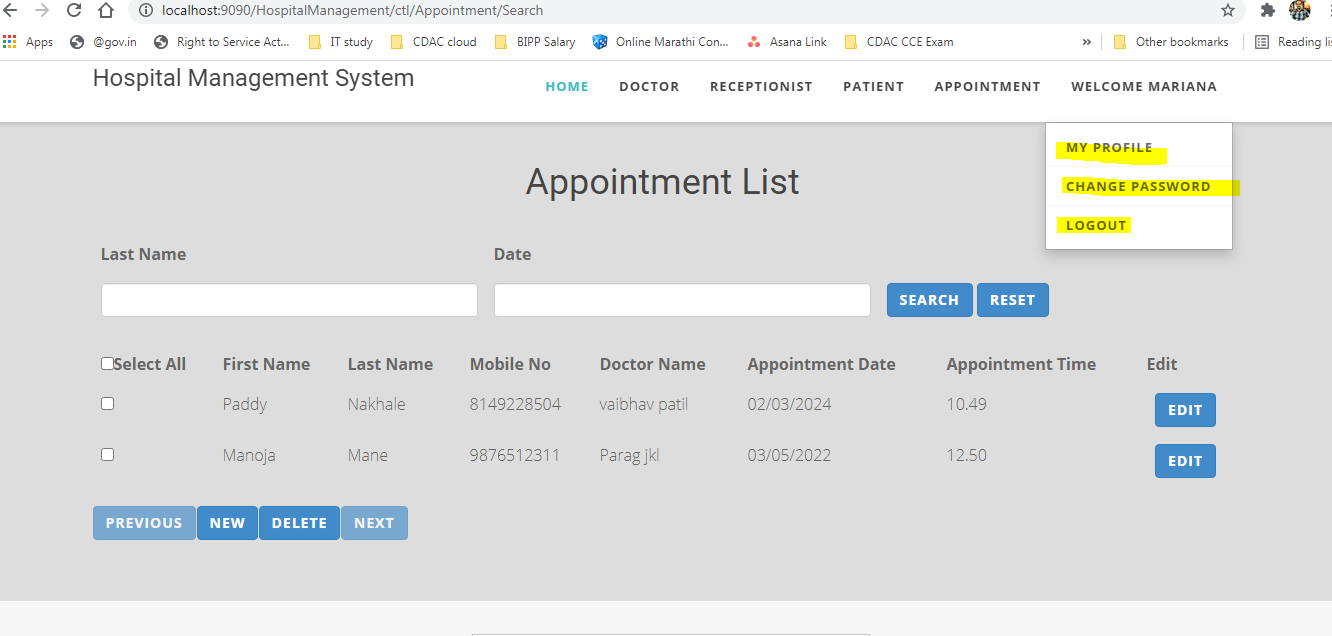 localhost:9090/HospitalManagement/ctl/Appointment/Search
Apps @gov.in Right to Service Act... IT study CDAC cloud BIPP Salary Online Marathi Con... Asana Link CDAC CCE Exam » Other bookmarks Reading lis
Hospital Management System HOME DOCTOR RECEPTIONIST PATIENT APPOINTMENT WELCOME MARIANA
MY PROFILE
CHANGE PASSWORD
LOGOUT
Appointment List
Last Name Date
SEARCH RESET
Select All First Name Last Name Mobile No Doctor Name Appointment Date Appointment Time Edit
Paddy Nakhale 8149228504 vaibhav patil 02/03/2024 10.49 EDIT
Manoja Mane 9876512311 Parag jkl 03/05/2022 12.50 EDIT
PREVIOUS NEW DELETE NEXT